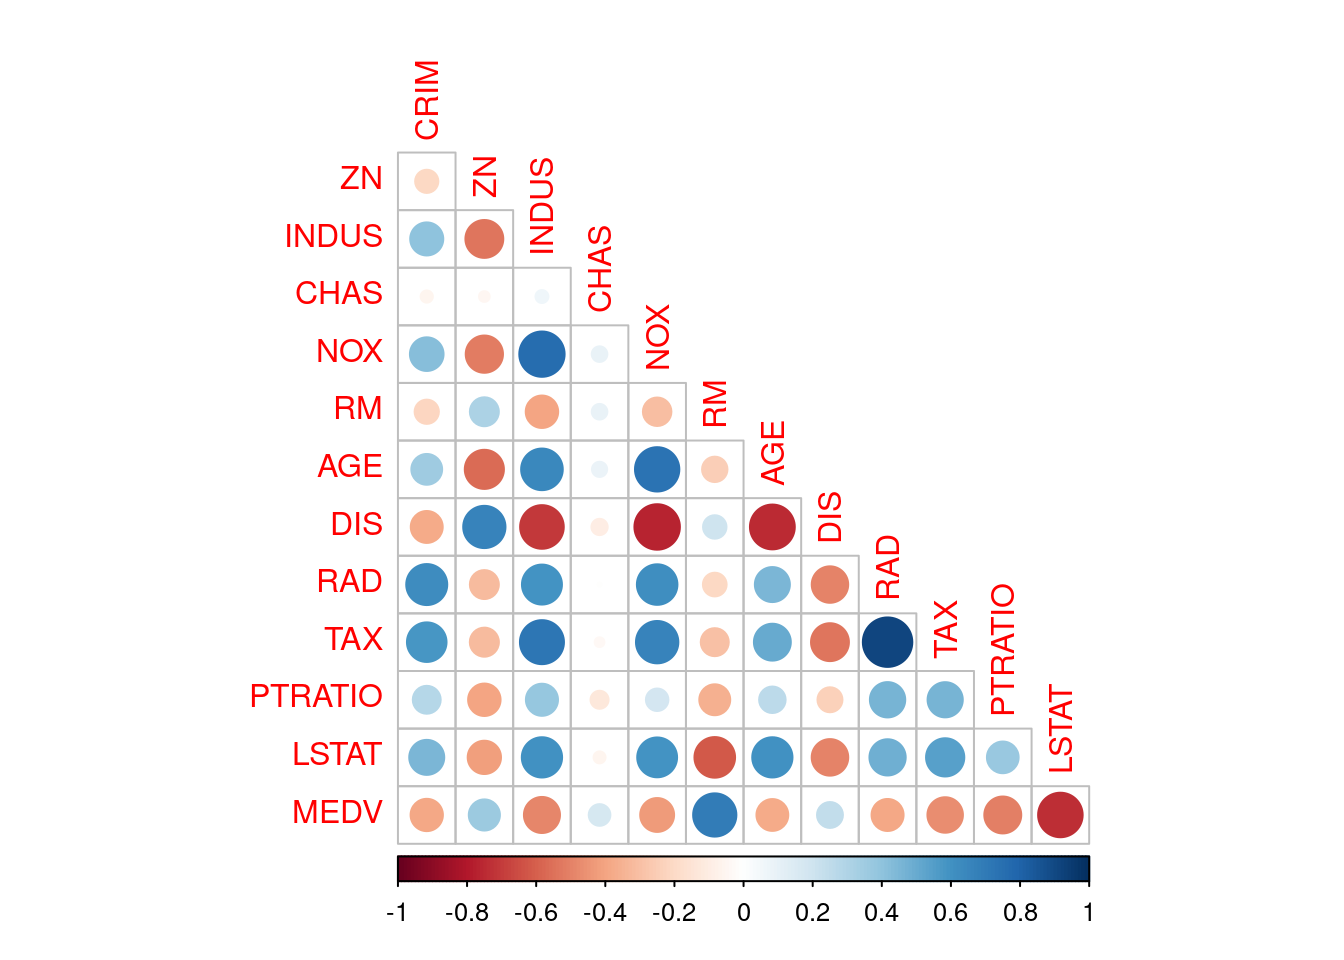 CRIM
ZN
ZN
INDUS
INDUS
CHAS
CHAS
NOX
NOX
RM
RM
AGE
AGE
DIS
DIS
RAD
RAD
TAX
TAX
PTRATIO
PTRATIO
LSTAT
LSTAT
MEDV
-1 -0.8 -0.6 -0.4 -0.2 0 0.2 0.4 0.6 0.8 1